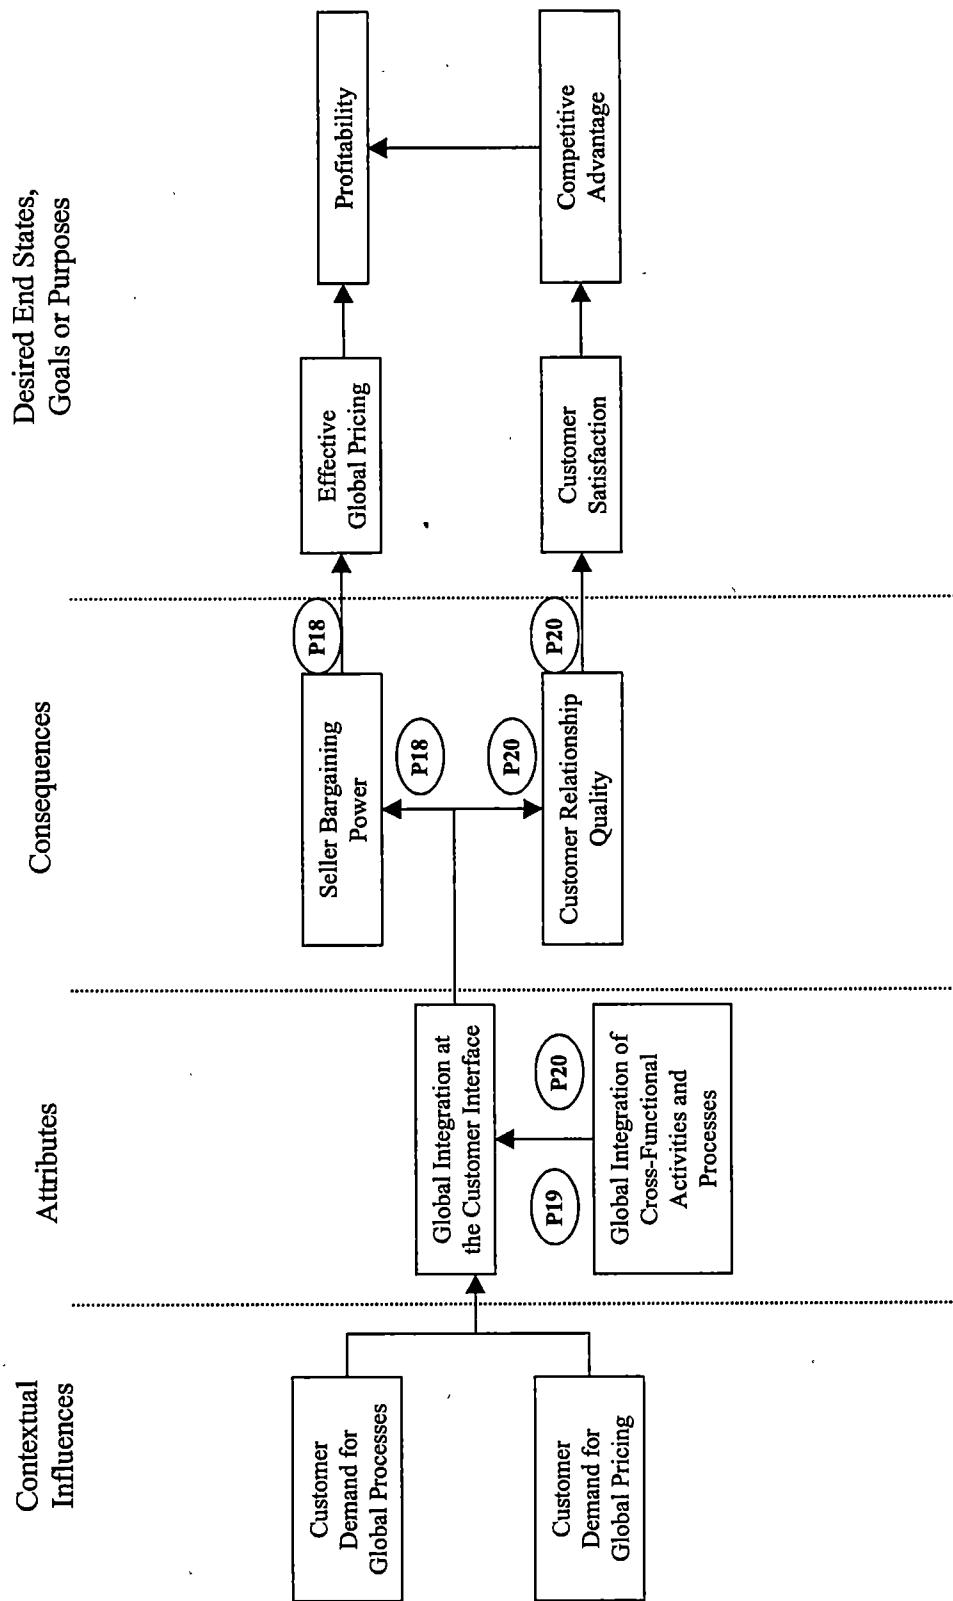 Contextual
Influences
Attributes
Consequences
Desired End States,
Goals or Purposes
Customer
Demand for
Global Processes
Customer
Demand for
Global Pricing
Global Integration at
the Customer Interface
P19
P20
Global Integration of
Cross-Functional
Activities and
Processes
Seller Bargaining
Power
P18
P18
P20
Customer Relationship
Quality
P20
Effective
Global Pricing
Customer
Satisfaction
Profitability
Competitive
Advantage